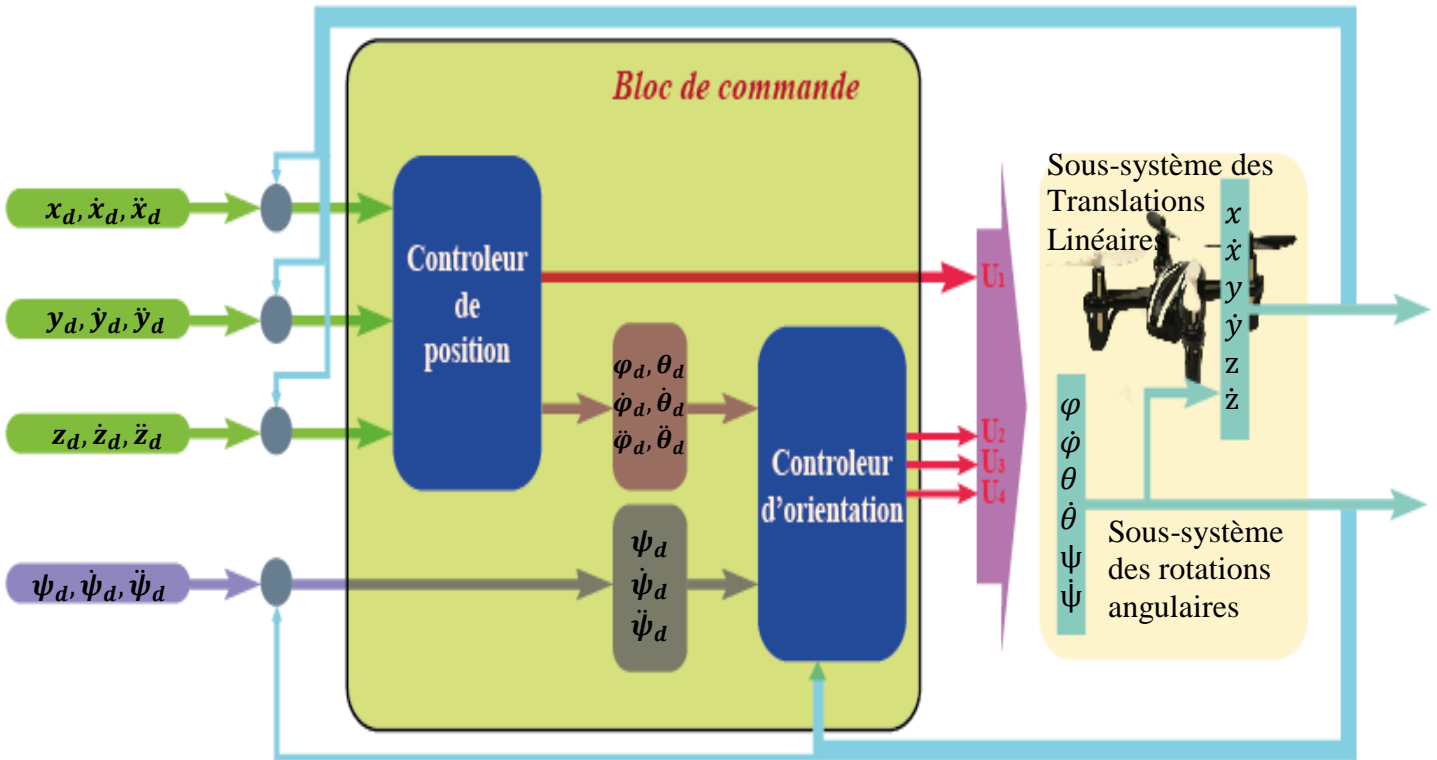 Bloc de commande
x_d, ẋ_d, ẍ_d
y_d, ẏ_d, ÿ_d
z_d, ż_d, z̈_d
ψ_d, ψ̇_d, ψ̈_d
Controleur
de
position
φ_d, θ_d
φ̇_d, θ̇_d
φ̈_d, θ̈_d
ψ_d
ψ̇_d
ψ̈_d
Controleur
d'orientation
U₁
U₂
U₃
U₄
Sous-système des
Translations
Linéaires
x
ẋ
y
ẏ
z
ż
φ
φ̇
θ
θ̇
ψ
ψ̇
Sous-système
des rotations
angulaires